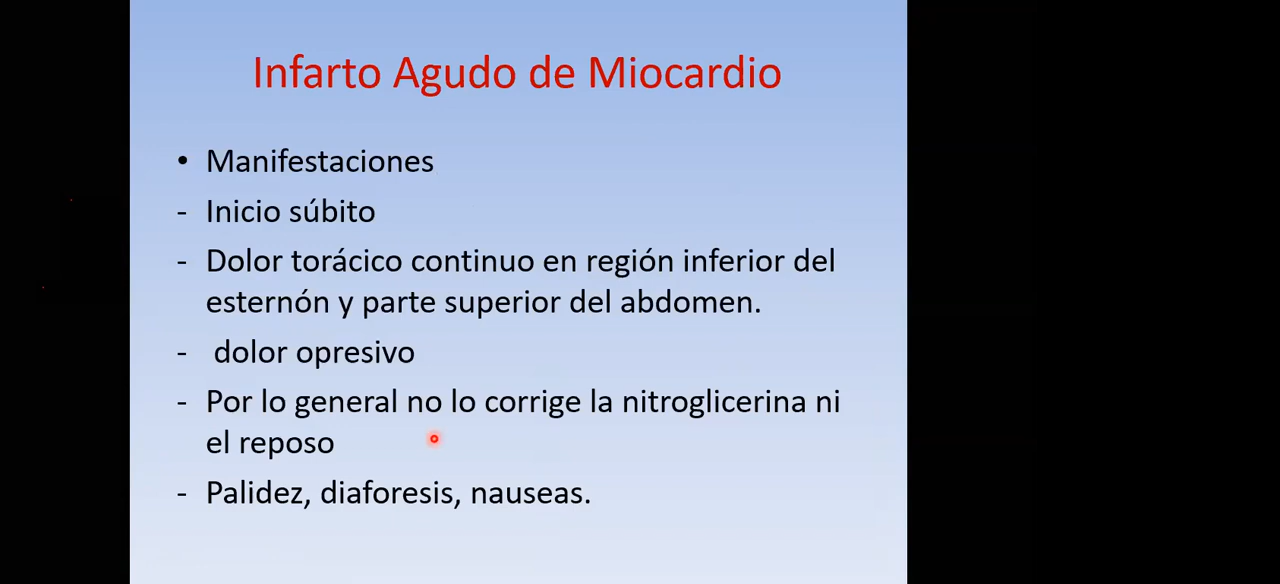 Infarto Agudo de Miocardio
• Manifestaciones
- Inicio súbito
- Dolor torácico continuo en región inferior del
esternón y parte superior del abdomen.
- dolor opresivo
- Por lo general no lo corrige la nitroglicerina ni
el reposo
- Palidez, diaforesis, nauseas.